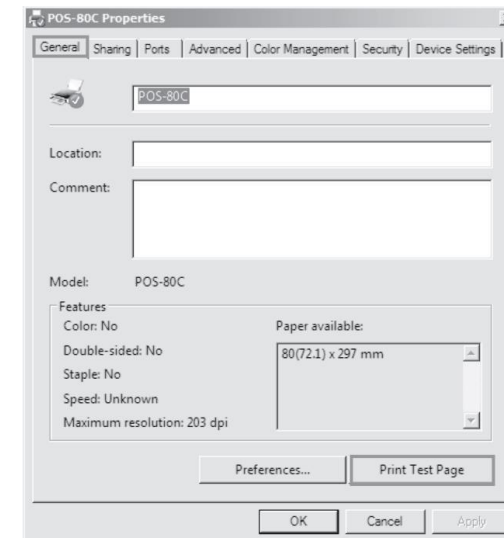 POS-80C Properties
General Sharing Ports Advanced Color Management Security Device Settings
POS-80C
Location:
Comment:
Model: POS-80C
Features
Color: No
Paper available:
Double-sided: No
80(72.1) x 297 mm
Staple: No
Speed: Unknown
Maximum resolution: 203 dpi
Preferences... Print Test Page
OK Cancel Apply